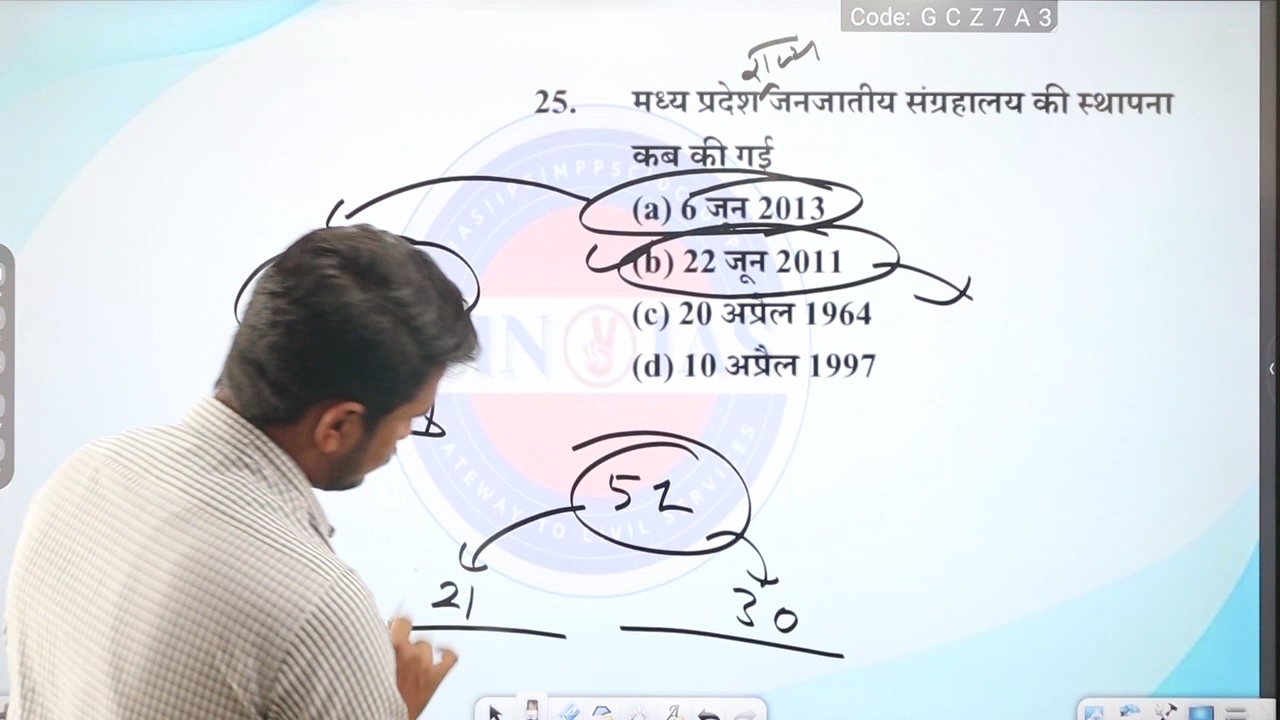 Code: G C Z 7 A 3
राज्य
25. मध्य प्रदेश जनजातीय संग्रहालय की स्थापना
कब की गई
(a) 6 जून 2013
(b) 22 जून 2011
(c) 20 अप्रैल 1964
(d) 10 अप्रैल 1997
52
21
30